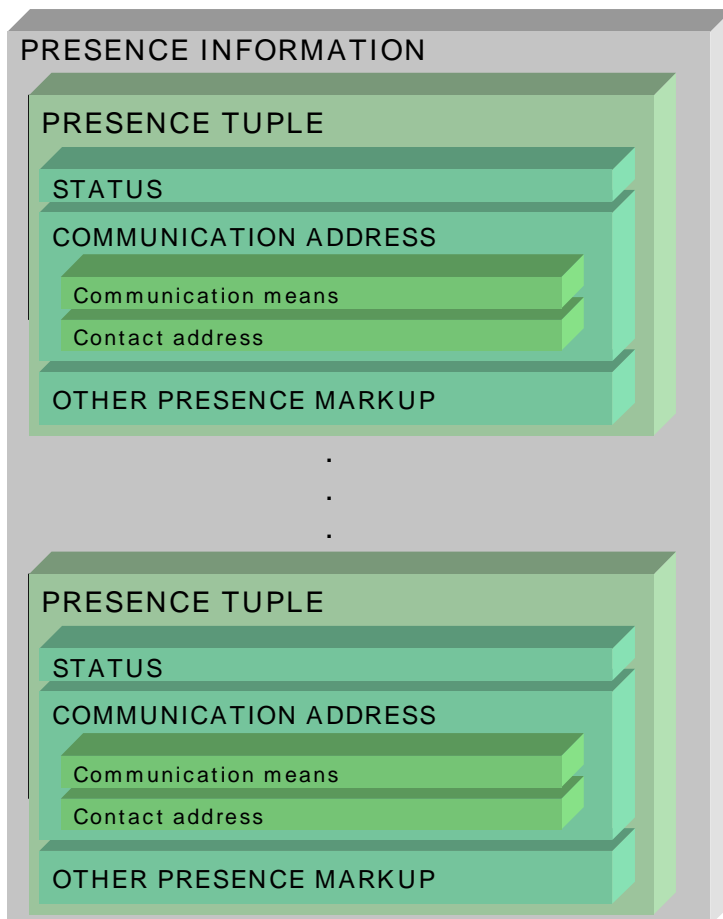 PRESENCE INFORMATION
PRESENCE TUPLE
STATUS
COMMUNICATION ADDRESS
Communication means
Contact address
OTHER PRESENCE MARKUP
.
.
.
PRESENCE TUPLE
STATUS
COMMUNICATION ADDRESS
Communication means
Contact address
OTHER PRESENCE MARKUP